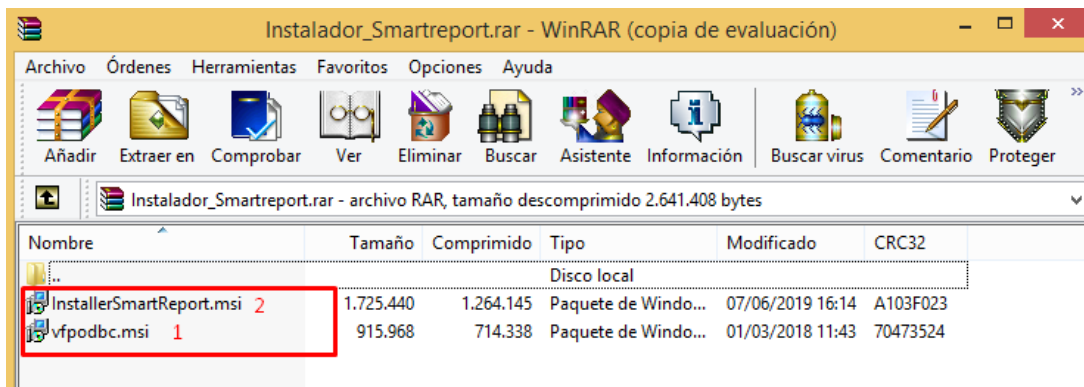 Instalador_Smartreport.rar - WinRAR (copia de evaluación)
Archivo Órdenes Herramientas Favoritos Opciones Ayuda
Añadir Extraer en Comprobar Ver Eliminar Buscar Asistente Información Buscar virus Comentario Proteger
Instalador_Smartreport.rar - archivo RAR, tamaño descomprimido 2.641.408 bytes
Nombre Tamaño Comprimido Tipo Modificado CRC32
.. Disco local
InstallerSmartReport.msi 2 1.725.440 1.264.145 Paquete de Windo... 07/06/2019 16:14 A103F023
vfpodbc.msi 1 915.968 714.338 Paquete de Windo... 01/03/2018 11:43 70473524